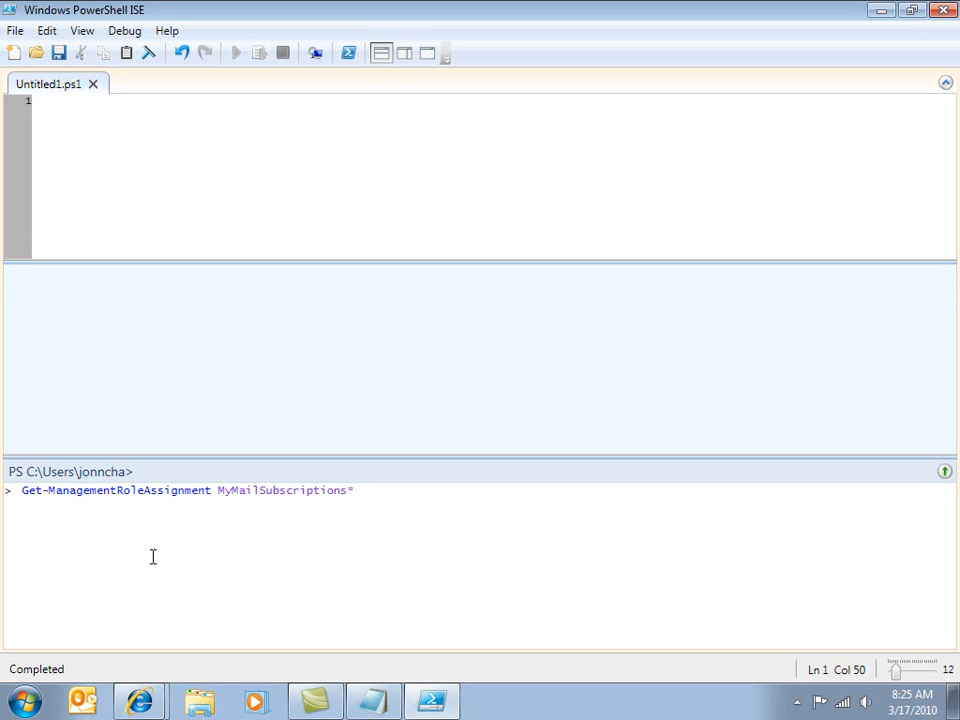 Windows PowerShell ISE
File Edit View Debug Help
Untitled1.ps1
1
PS C:\Users\jonncha>
> Get-ManagementRoleAssignment MyMailSubscriptions*
Completed
Ln 1 Col 50
12
8:25 AM
3/17/2010